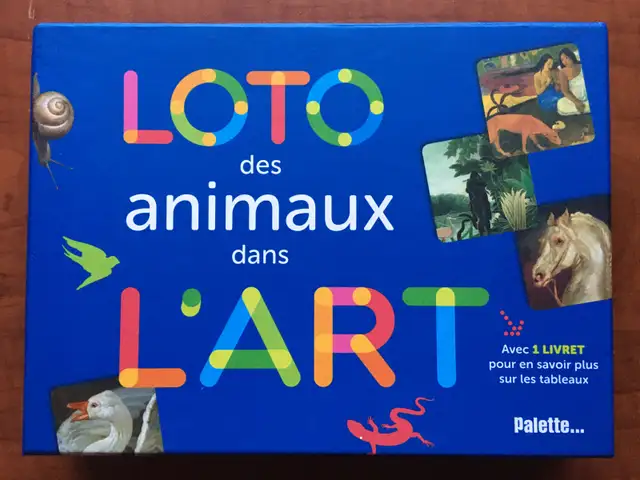 LOTO
des
animaux
dans
L'ART
Avec 1 LIVRET
pour en savoir plus
sur les tableaux
Palette...